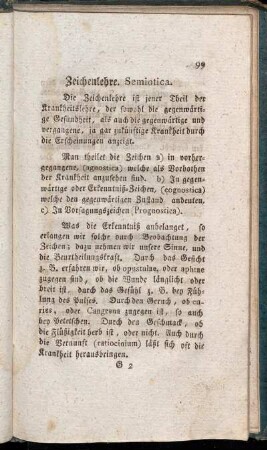 99
Zeichenlehre. Semiotica.
Die Zeichenlehre ist jener Theil der
Krankheitslehre, der sowohl die gegenwärti-
ge Gesundheit, als auch die gegenwärtige und
vergangene, ja gar zukünftige Krankheit durch
die Erscheinungen anzeigt.
Man theilet die Zeichen a) in vorher-
gegangene, (agnostica) welche als Vorbothen
der Krankheit anzusehen sind. b) In gegen-
wärtige oder Erkenntniß-Zeichen, (cognostica)
welche den gegenwärtigen Zustand andeuten.
c) In Vorsagungszeichen (Prognostica).
Was die Erkenntniß anbelanget, so
erlangen wir solche durch Beobachtung der
Zeichen; dazu nehmen wir unsere Sinne, und
die Beurtheilungskraft. Durch das Gesicht
z. B. erfahren wir, ob opustulae, oder aphtae
zugegen sind, ob die Wunde länglicht oder
breit ist, durch das Gefühl z. B. bey Füh-
lung des Pulses. Durch den Geruch, ob ca-
ries, oder Cangrena zugegen ist, so auch
bey Petetschen. Durch den Geschmack, ob
die Flüßigkeit herb ist, oder nicht. Auch durch
die Vernunft (ratiocinium) läßt sich oft die
Krankheit herausbringen.
G 2